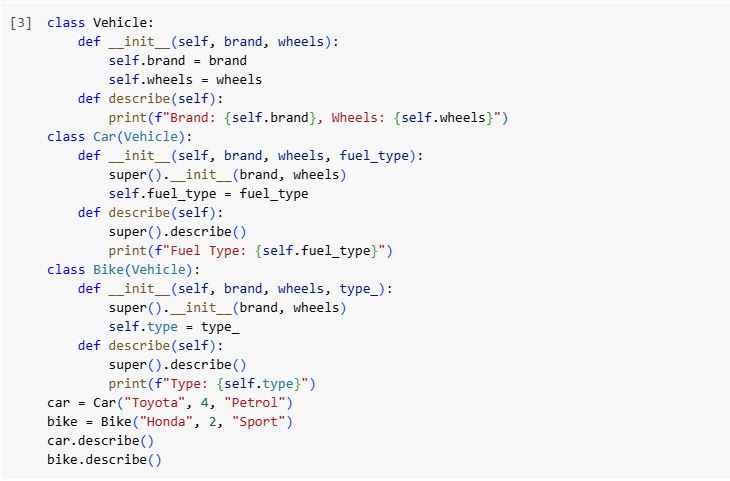 [3] class Vehicle:
    def __init__(self, brand, wheels):
        self.brand = brand
        self.wheels = wheels
    def describe(self):
        print(f"Brand: {self.brand}, Wheels: {self.wheels}")
class Car(Vehicle):
    def __init__(self, brand, wheels, fuel_type):
        super().__init__(brand, wheels)
        self.fuel_type = fuel_type
    def describe(self):
        super().describe()
        print(f"Fuel Type: {self.fuel_type}")
class Bike(Vehicle):
    def __init__(self, brand, wheels, type_):
        super().__init__(brand, wheels)
        self.type = type_
    def describe(self):
        super().describe()
        print(f"Type: {self.type}")
car = Car("Toyota", 4, "Petrol")
bike = Bike("Honda", 2, "Sport")
car.describe()
bike.describe()